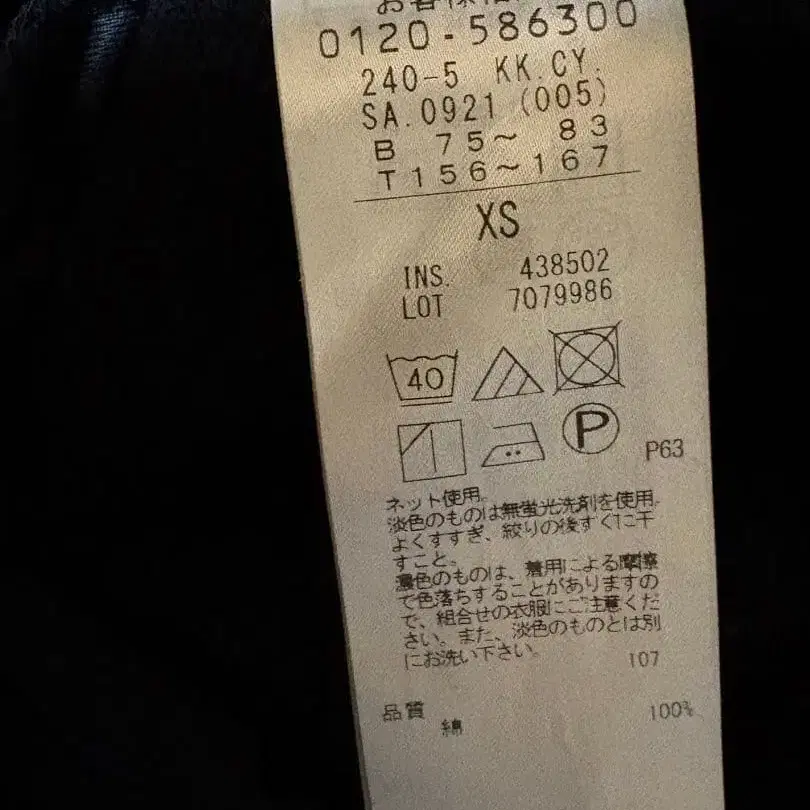 お客様相
0120-586300
240-5 KK.CY.
SA.0921 (005)
B 75〜 83
T156〜167
XS
INS. 438502
LOT 7079986
40
P P63
ネット使用。
淡色のものは無蛍光洗剤を使用。
よくすすぎ、絞りの後すぐに干
すこと。
濃色のものは、着用による摩擦
で色落ちすることがありますの
で、組合せの衣服にご注意くだ
さい。また、淡色のものとは別
にお洗い下さい。
107
品質
綿 100%